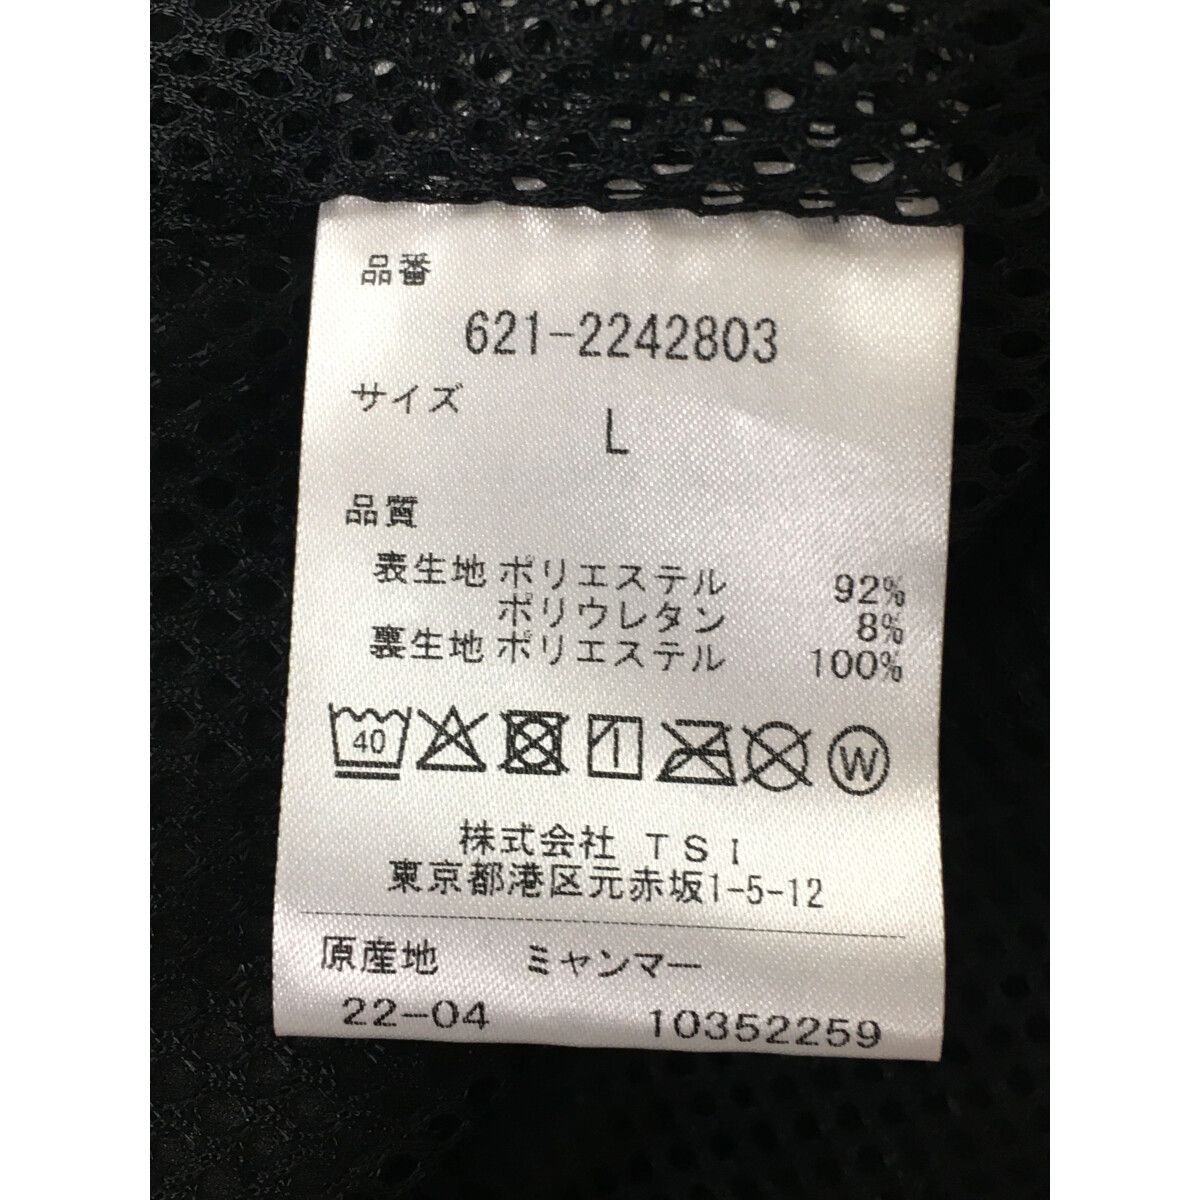 品番
621-2242803
サイズ
L
品質
表生地 ポリエステル 92%
ポリウレタン 8%
裏生地 ポリエステル 100%
40 W
株式会社 TSI
東京都港区元赤坂1-5-12
原産地 ミャンマー
22-04 10352259